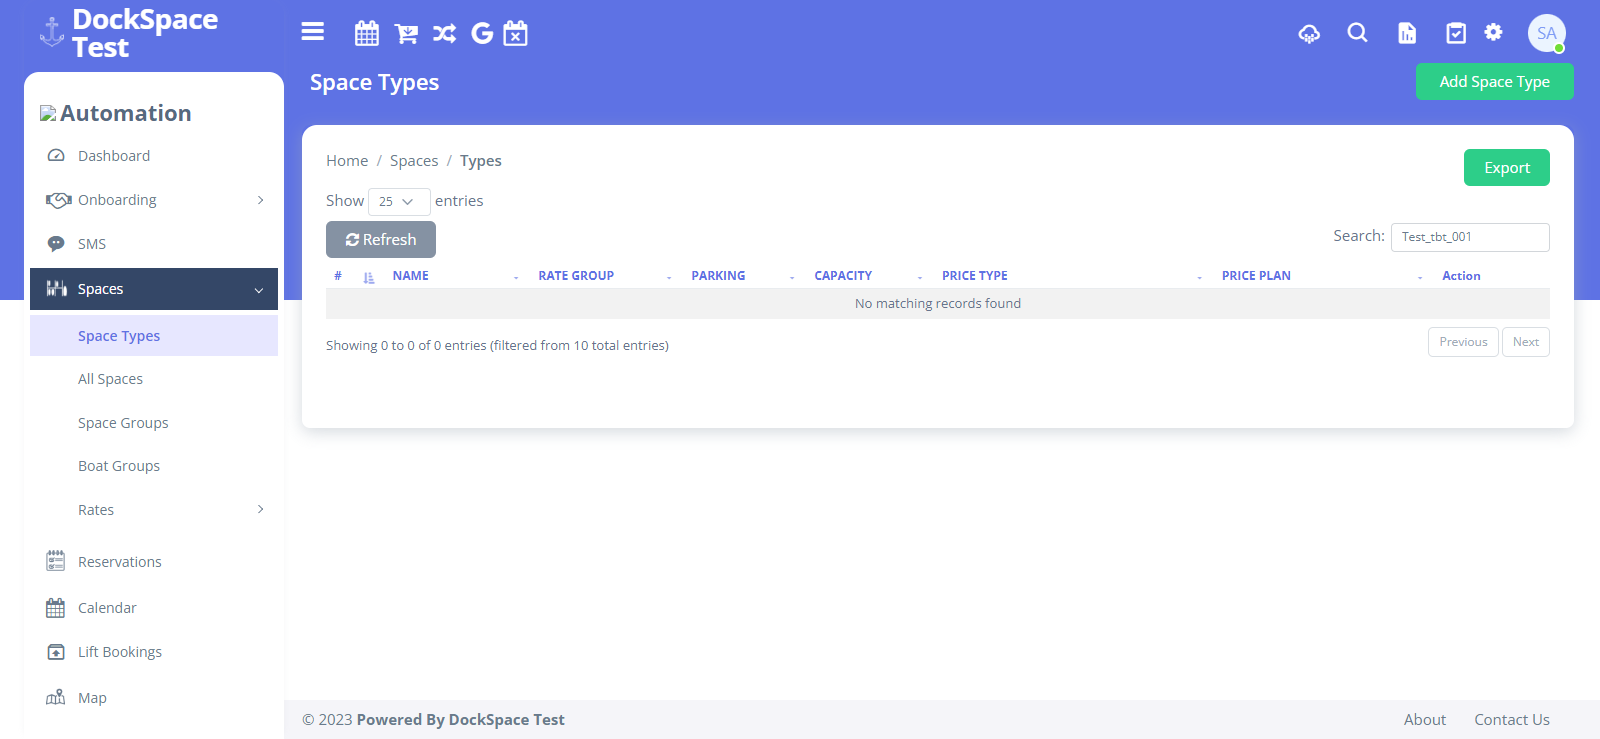 DockSpace
Test
SA
Space Types
Add Space Type
Automation
Dashboard
Onboarding
SMS
Spaces
Space Types
All Spaces
Space Groups
Boat Groups
Rates
Reservations
Calendar
Lift Bookings
Map
Home / Spaces / Types
Export
Show 25 entries
Refresh
Search: Test_tbt_001
# NAME RATE GROUP PARKING CAPACITY PRICE TYPE PRICE PLAN Action
No matching records found
Showing 0 to 0 of 0 entries (filtered from 10 total entries)
Previous Next
© 2023 Powered By DockSpace Test
About Contact Us